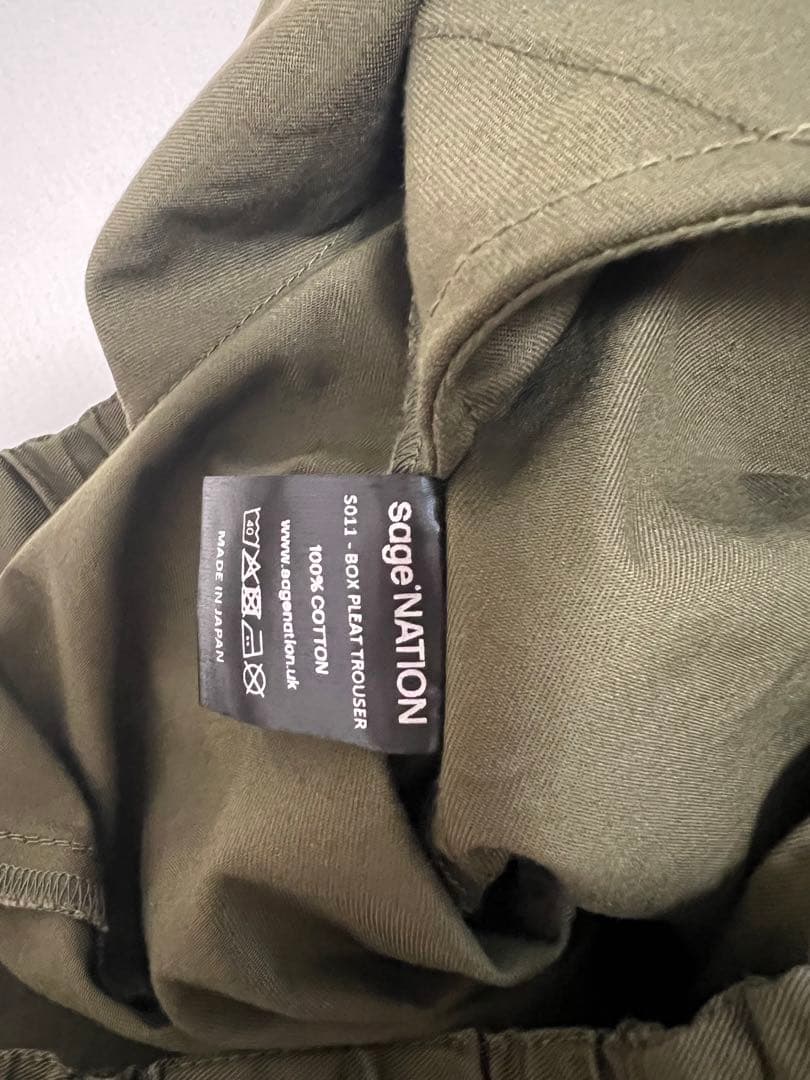 sage'NATION
S011 - BOX PLEAT TROUSER
100% COTTON
www.sagenation.uk
40
MADE IN JAPAN